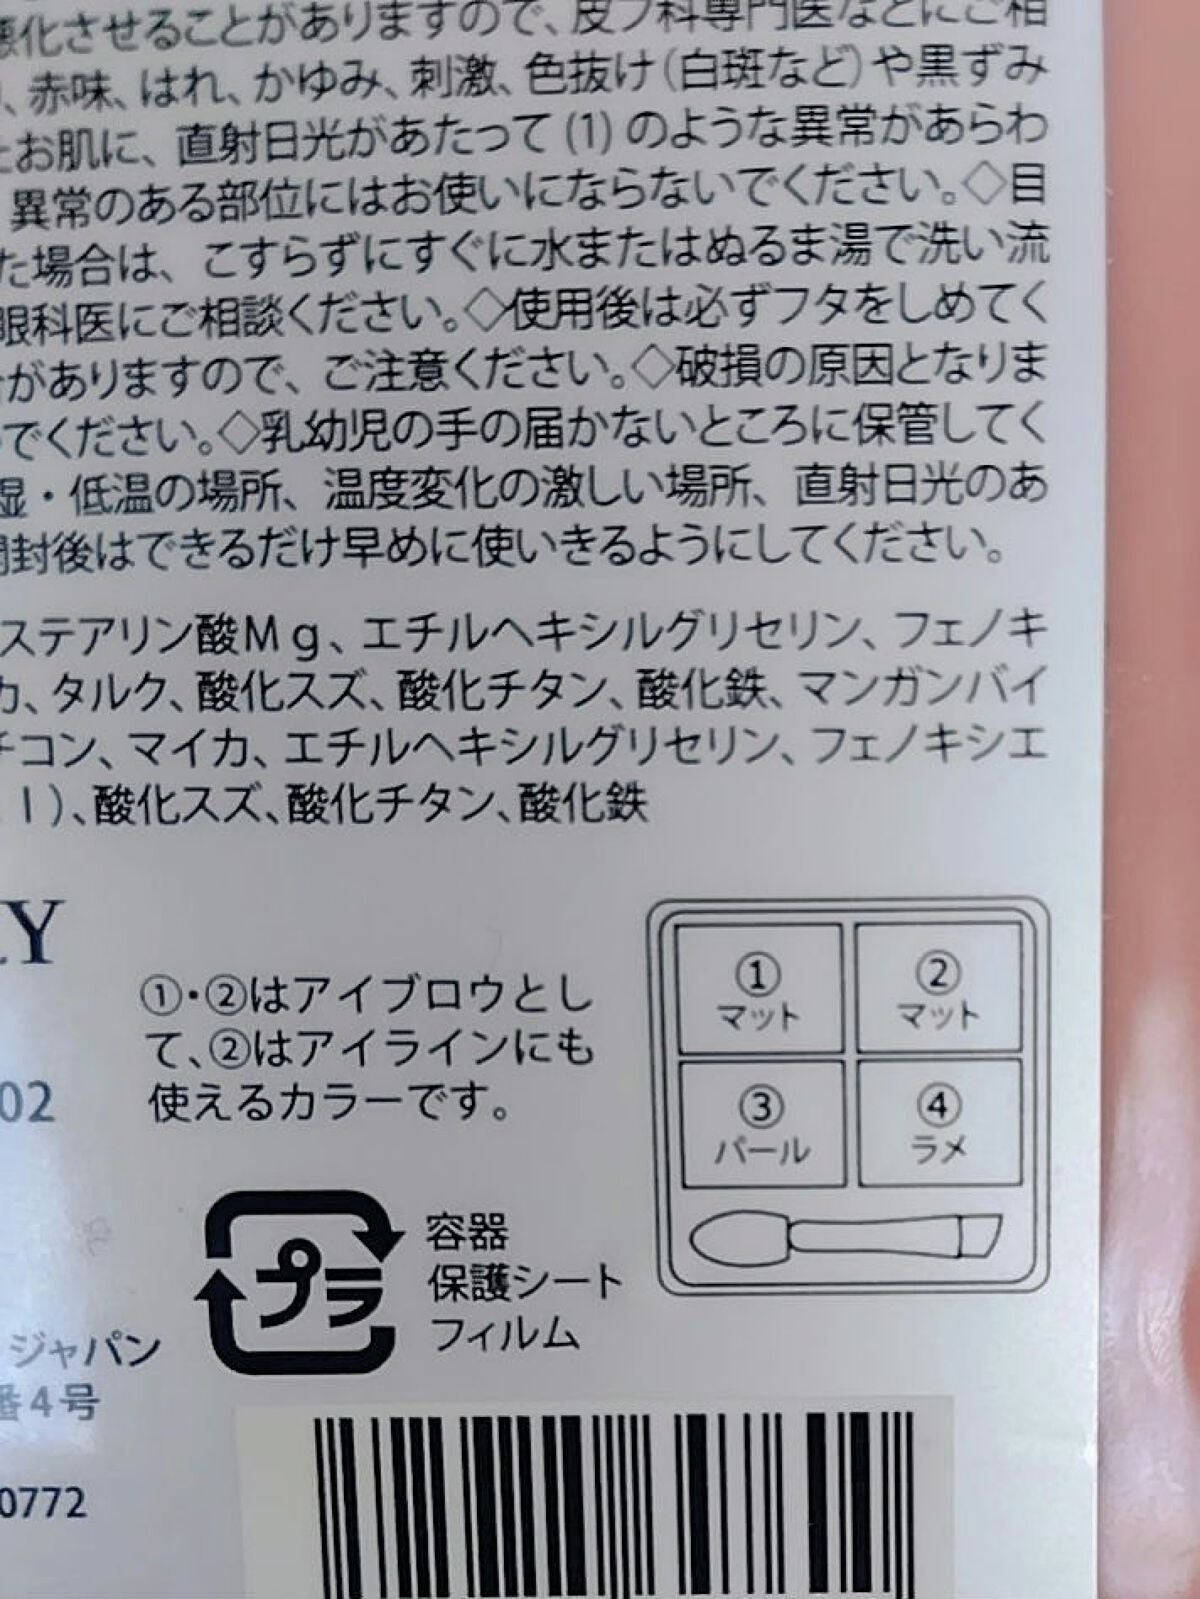 悪化させることがありますので、皮フ科専門医などにご相
、赤味、はれ、かゆみ、刺激、色抜け(白斑など)や黒ずみ
たお肌に、直射日光があたって(1)のような異常があらわ
異常のある部位にはお使いにならないでください。◇目
た場合は、こすらずにすぐに水またはぬるま湯で洗い流
眼科医にご相談ください。◇使用後は必ずフタをしめてく
がありますので、ご注意ください。◇破損の原因となりま
でください。◇乳幼児の手の届かないところに保管してく
湿・低温の場所、温度変化の激しい場所、直射日光のあ
開封後はできるだけ早めに使いきるようにしてください。
ステアリン酸Mg、エチルヘキシルグリセリン、フェノキ
カ、タルク、酸化スズ、酸化チタン、酸化鉄、マンガンバイ
チコン、マイカ、エチルヘキシルグリセリン、フェノキシエ
I)、酸化スズ、酸化チタン、酸化鉄
Y
①・②はアイブロウとし
て、②はアイラインにも
使えるカラーです。
①
マット
②
マット
③
パール
④
ラメ
02
プラ
容器
保護シート
フィルム
ジャパン
番4号
0772